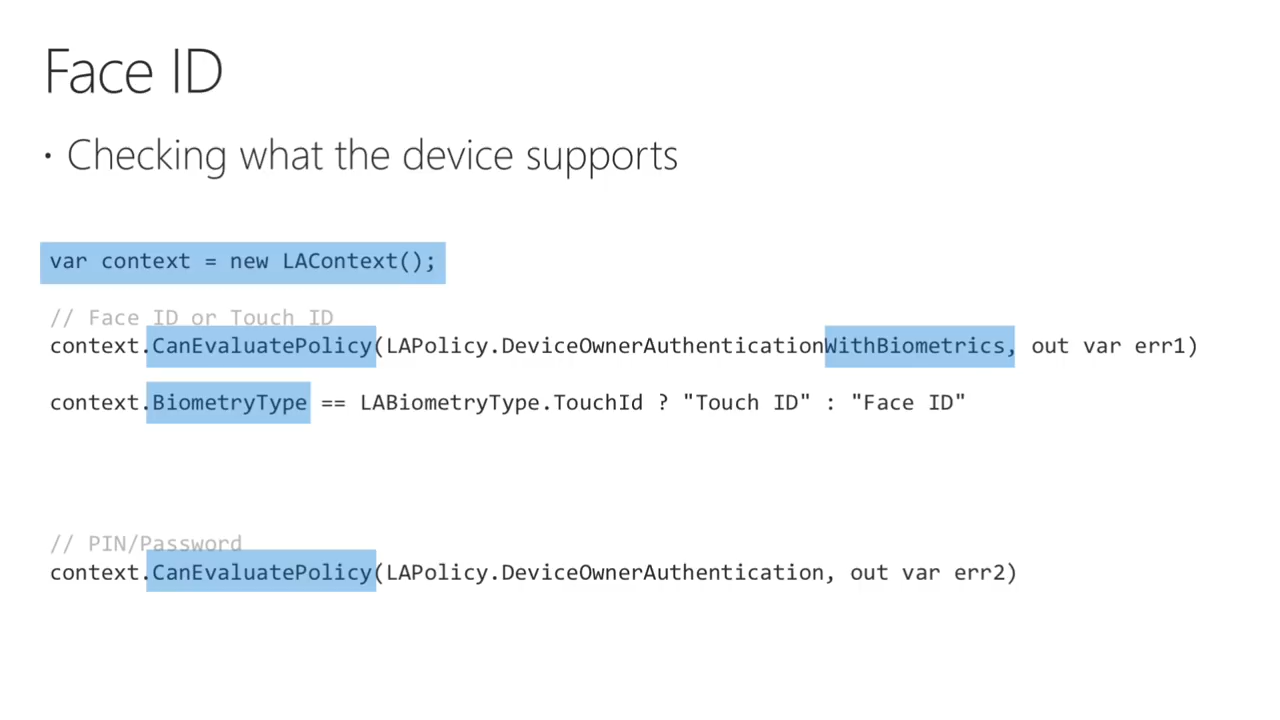 Face ID
• Checking what the device supports
var context = new LAContext();
// Face ID or Touch ID
context.CanEvaluatePolicy(LAPolicy.DeviceOwnerAuthenticationWithBiometrics, out var err1)
context.BiometryType == LABiometryType.TouchId ? "Touch ID" : "Face ID"
// PIN/Password
context.CanEvaluatePolicy(LAPolicy.DeviceOwnerAuthentication, out var err2)